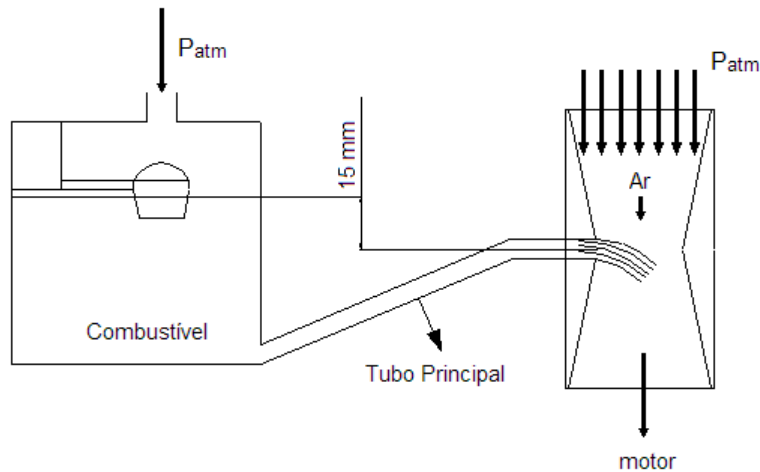 Patm
Patm
15 mm
Ar
Combustível
Tubo Principal
motor